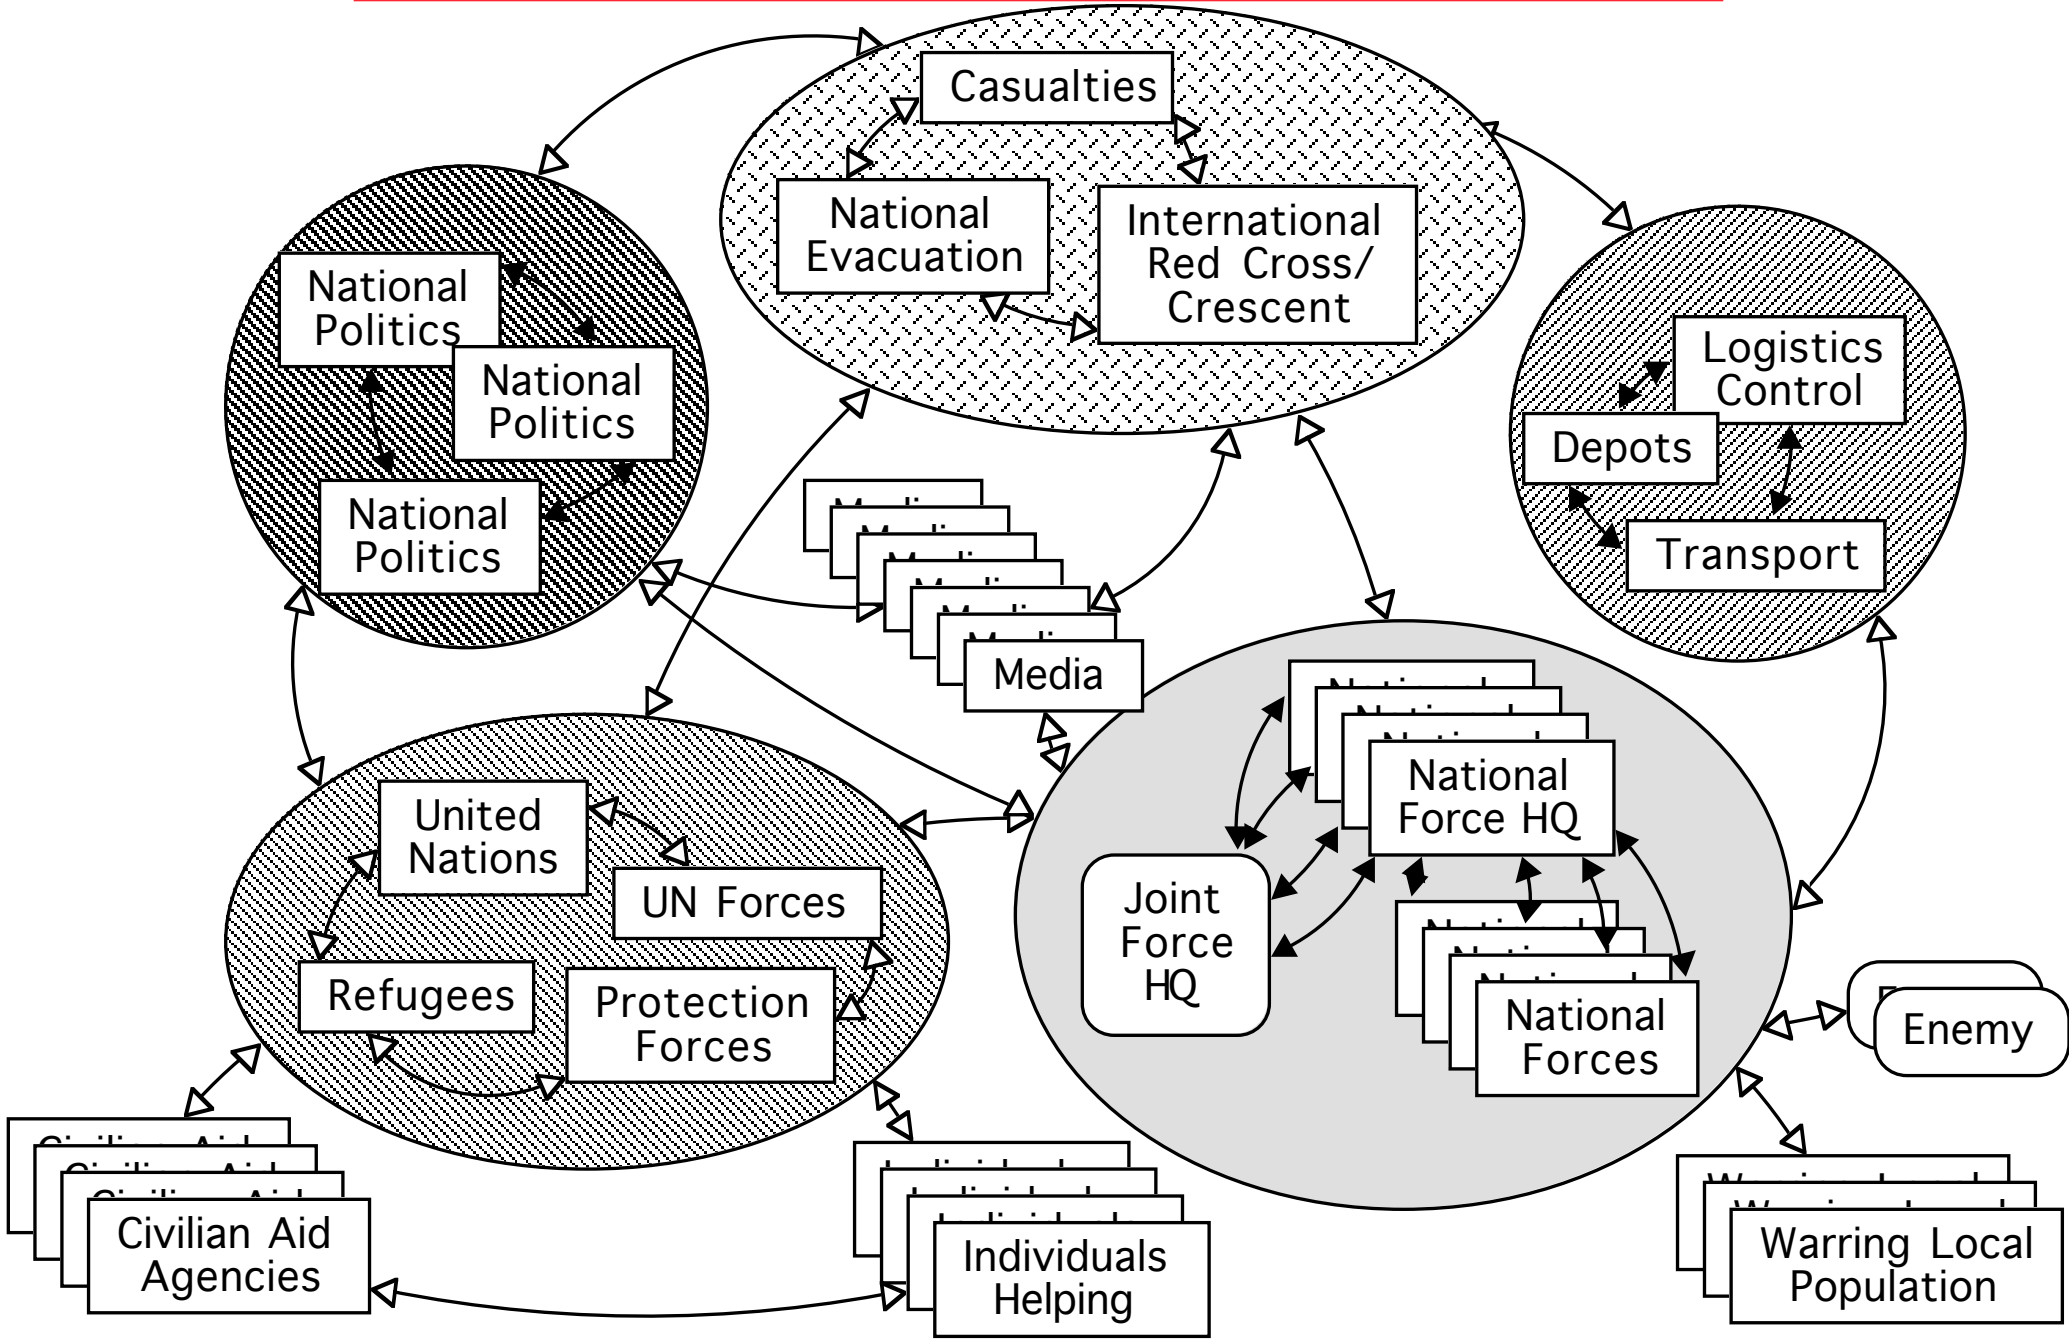 Casualties
National
Evacuation
International
Red Cross/
Crescent
National
Politics
National
Politics
National
Politics
Logistics
Control
Depots
Transport
Media
National
Force HQ
Joint
Force
HQ
National
Forces
United
Nations
UN Forces
Refugees
Protection
Forces
Enemy
Civilian Aid
Agencies
Individuals
Helping
Warring Local
Population